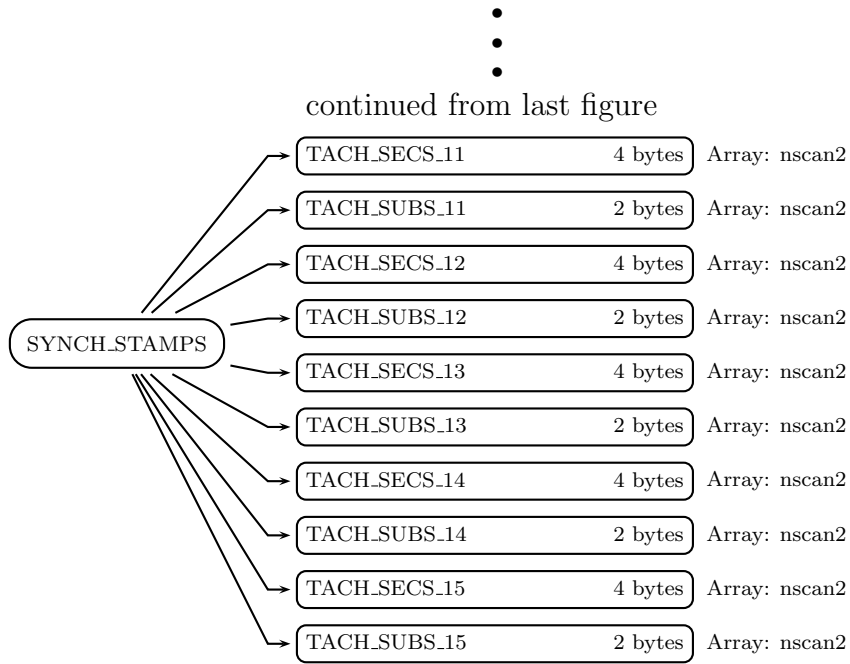 continued from last figure
TACH_SECS_11 4 bytes Array: nscan2
TACH_SUBS_11 2 bytes Array: nscan2
TACH_SECS_12 4 bytes Array: nscan2
TACH_SUBS_12 2 bytes Array: nscan2
SYNCH_STAMPS
TACH_SECS_13 4 bytes Array: nscan2
TACH_SUBS_13 2 bytes Array: nscan2
TACH_SECS_14 4 bytes Array: nscan2
TACH_SUBS_14 2 bytes Array: nscan2
TACH_SECS_15 4 bytes Array: nscan2
TACH_SUBS_15 2 bytes Array: nscan2